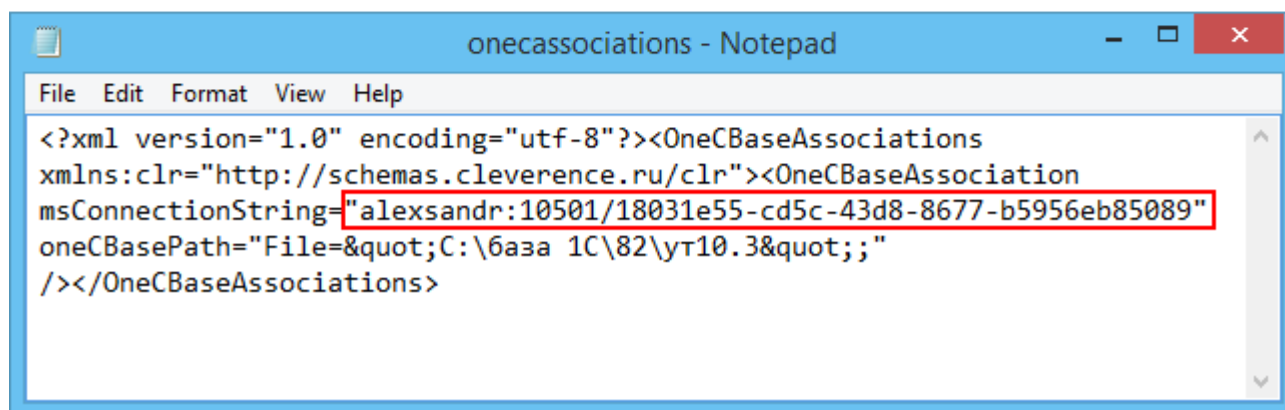 onecassociations - Notepad
File Edit Format View Help
<?xml version="1.0" encoding="utf-8"?><OneCBaseAssociations
xmlns:clr="http://schemas.cleverence.ru/clr"><OneCBaseAssociation
msConnectionString="alexsandr:10501/18031e55-cd5c-43d8-8677-b5956eb85089"
oneCBasePath="File=&quot;C:\база 1С\82\ут10.3&quot;;"
/></OneCBaseAssociations>